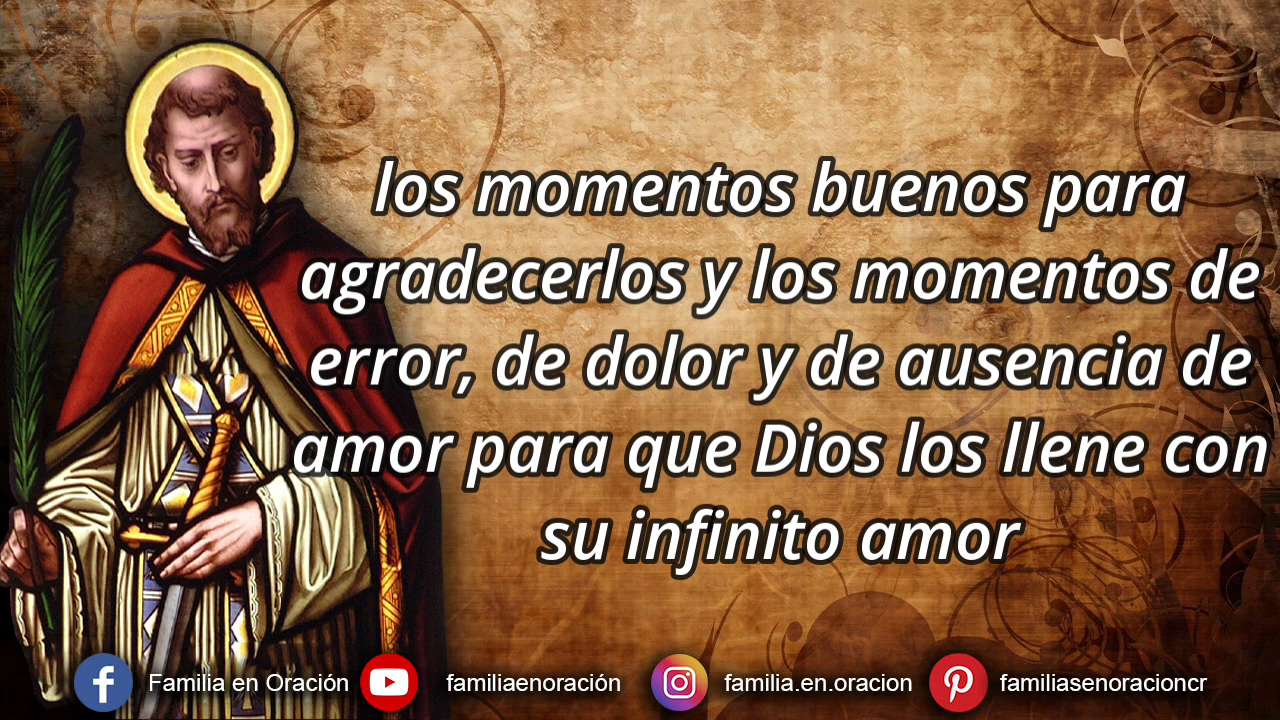 los momentos buenos para
agradecerlos y los momentos de
error, de dolor y de ausencia de
amor para que Dios los llene con
su infinito amor
Familia en Oración familiaenoración familia.en.oracion familiasenoracioncr